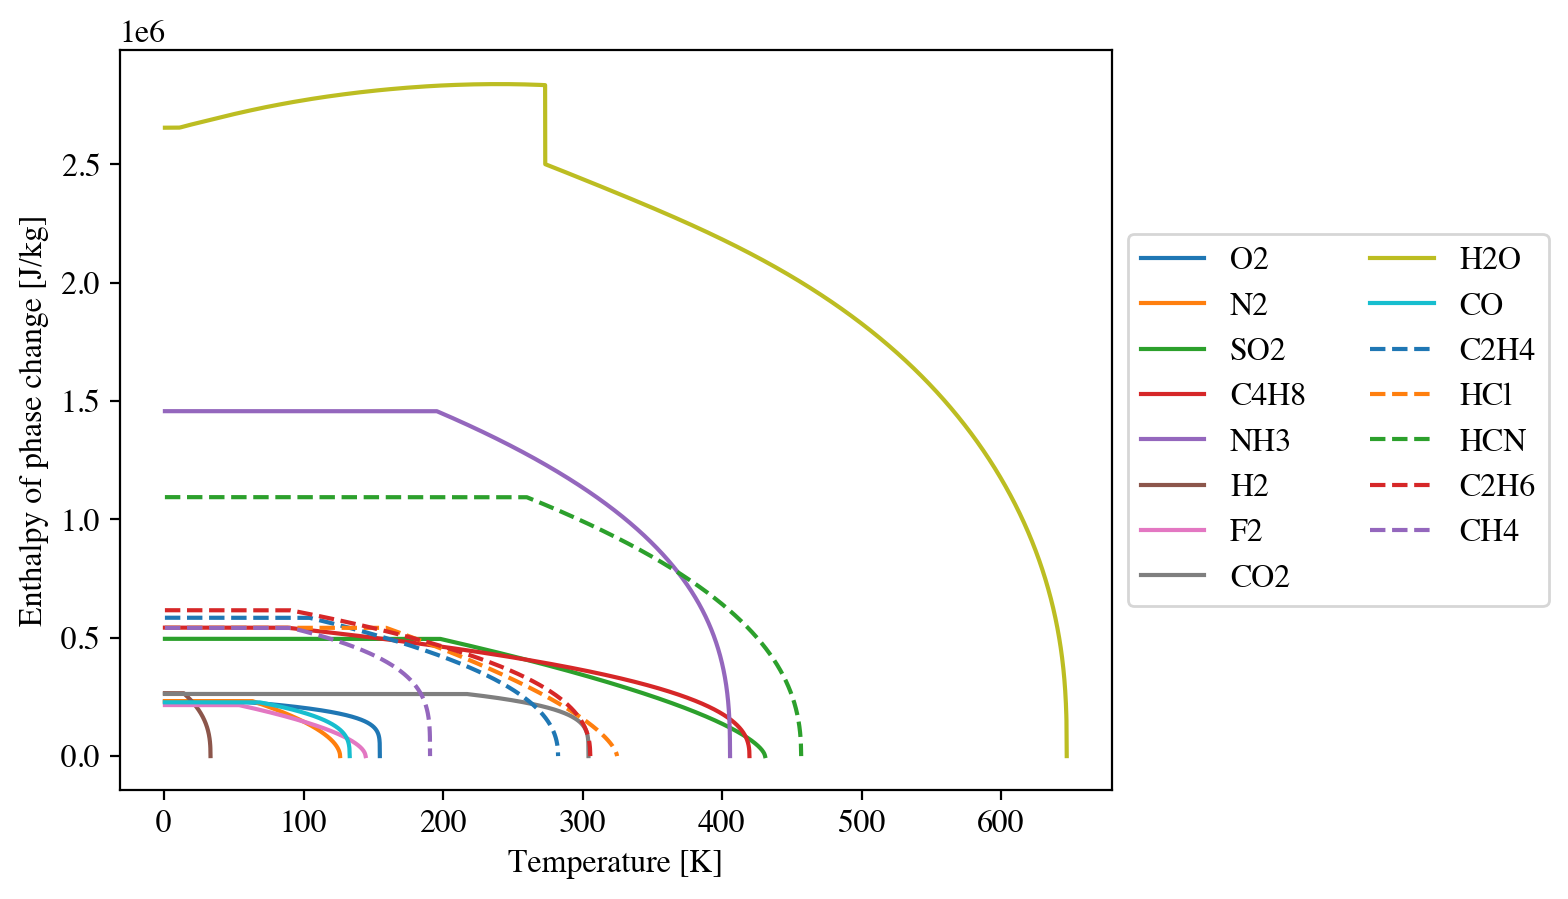 1e6
2.5
2.0
1.5
1.0
0.5
0.0
Enthalpy of phase change [J/kg]
0 100 200 300 400 500 600
Temperature [K]
O2
N2
SO2
C4H8
NH3
H2
F2
CO2
H2O
CO
C2H4
HCl
HCN
C2H6
CH4